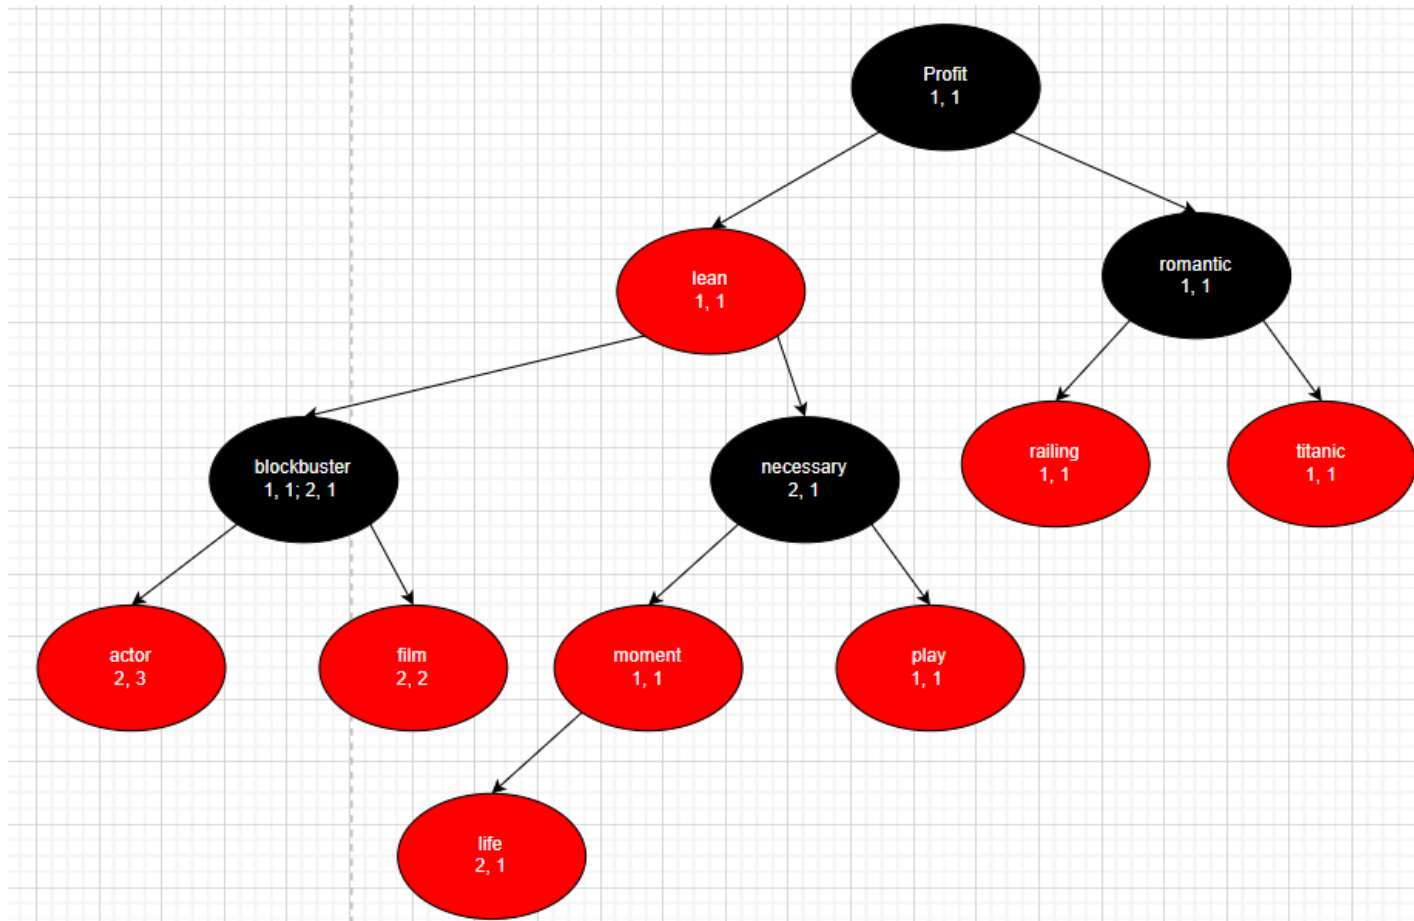 Profit
1, 1
lean
1, 1
romantic
1, 1
blockbuster
1, 1; 2, 1
necessary
2, 1
railing
1, 1
titanic
1, 1
actor
2, 3
film
2, 2
moment
1, 1
play
1, 1
life
2, 1